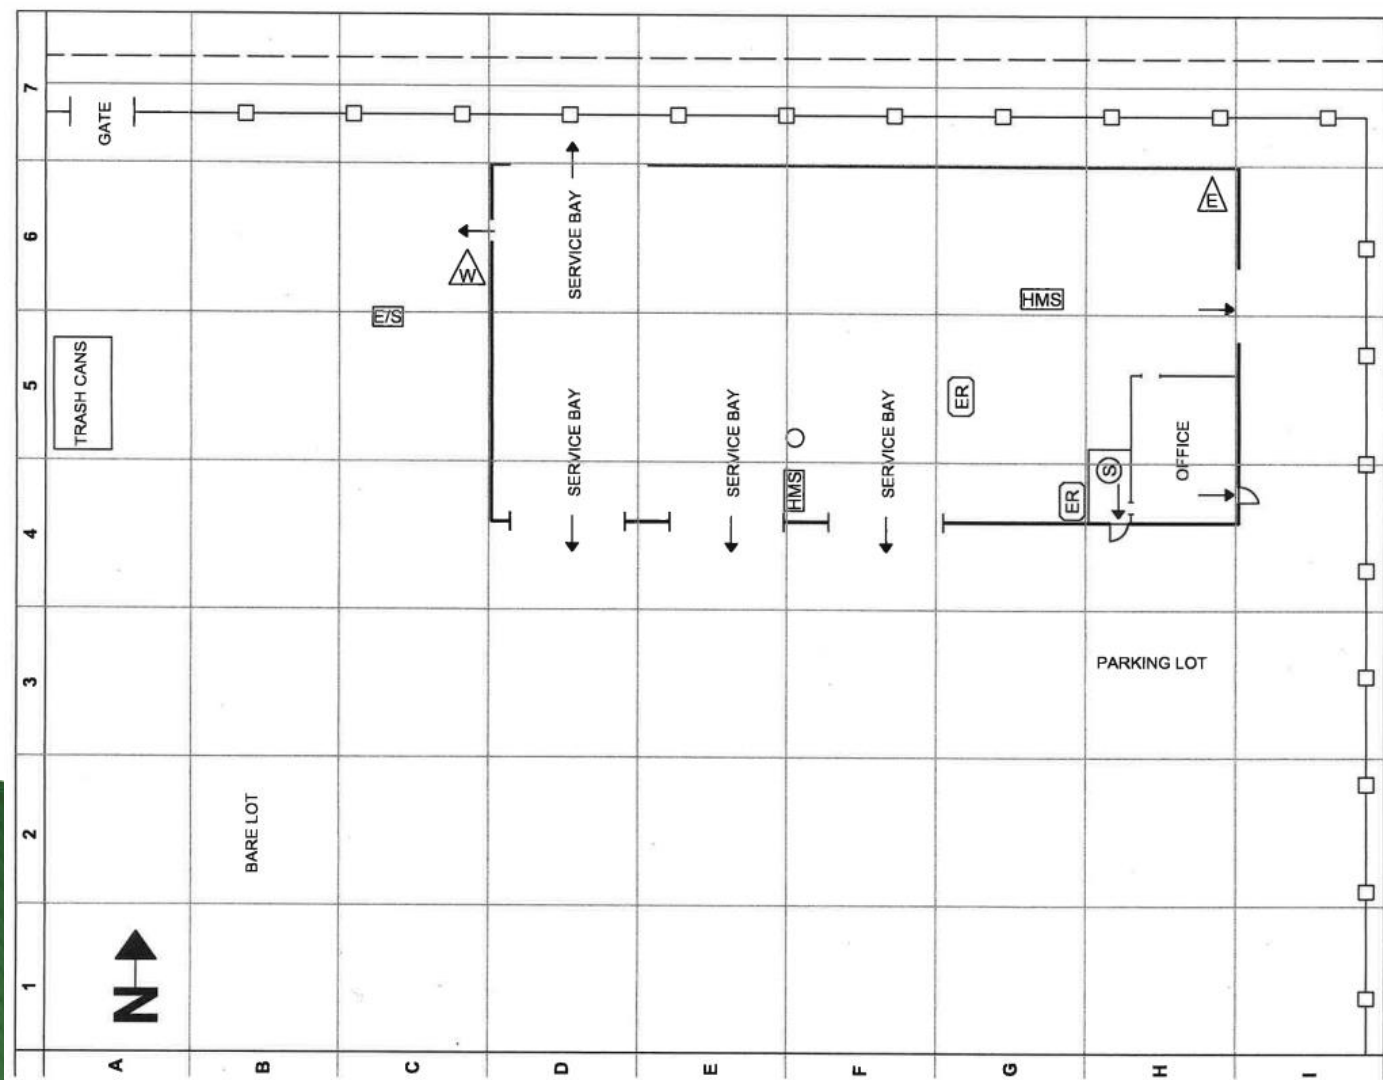 7
6
5
4
3
2
1
A
B
C
D
E
F
G
H
I
GATE
TRASH CANS
E/S
W
SERVICE BAY
SERVICE BAY
SERVICE BAY
SERVICE BAY
HMS
HMS
ER
ER
E
S
OFFICE
PARKING LOT
BARE LOT
N